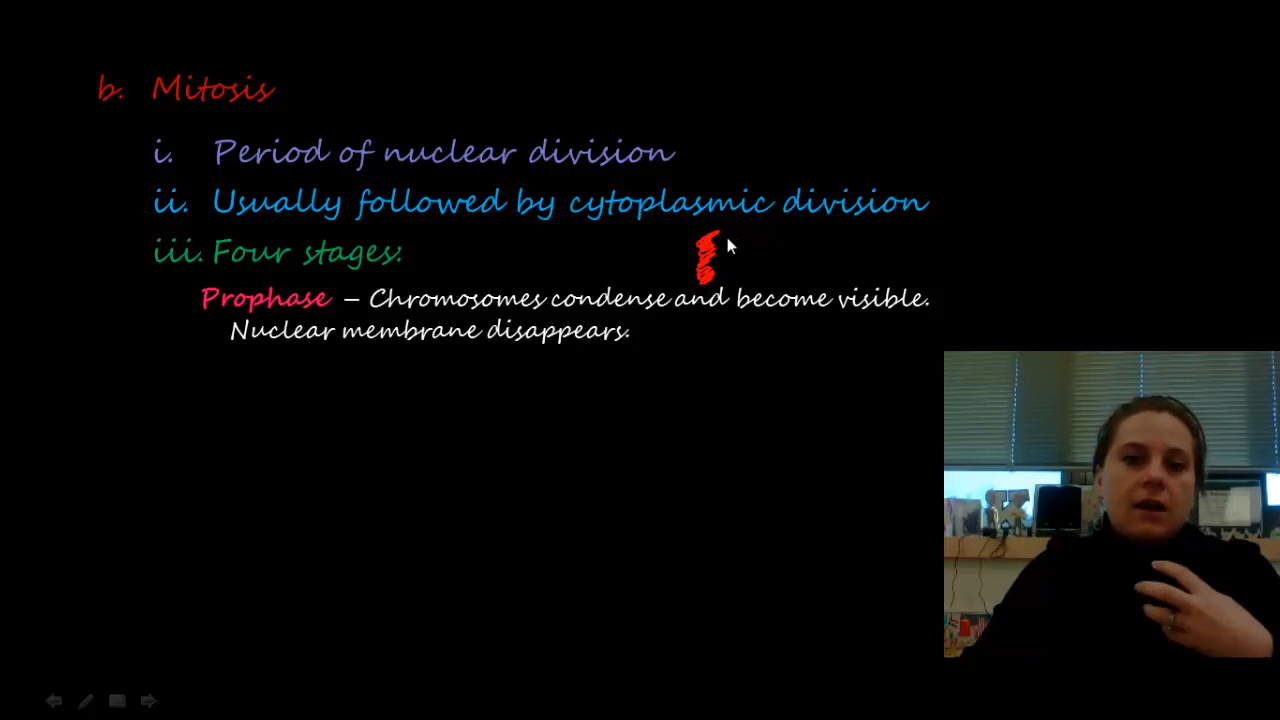 b. Mitosis
i. Period of nuclear division
ii. Usually followed by cytoplasmic division
iii. Four stages:
Prophase – Chromosomes condense and become visible.
Nuclear membrane disappears.